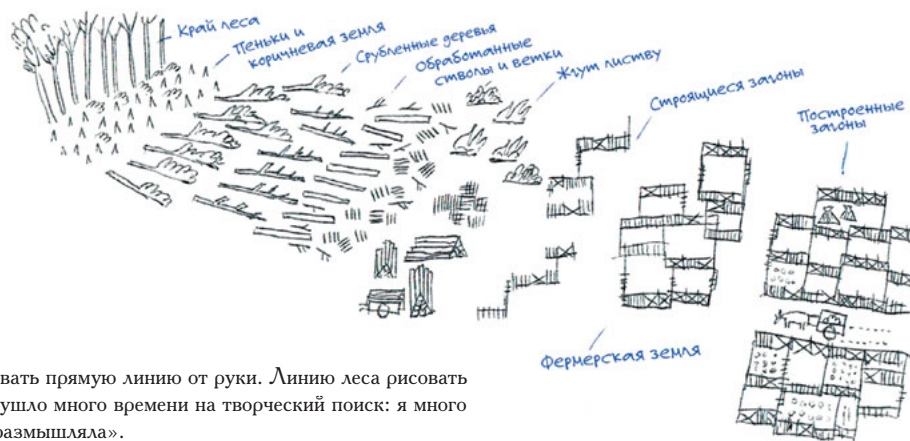 Край леса
Пеньки и
коричневая земля
Срубленные деревья
Обработанные
стволы и ветки
Жгут листву
Строящиеся загоны
Построенные
загоны
Фермерская земля
вать прямую линию от руки. Линию леса рисовать
ушло много времени на творческий поиск: я много
размышляла».